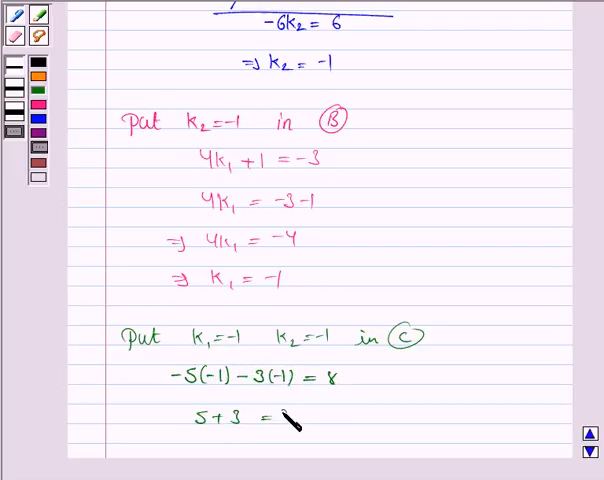 -6k₂ = 6
⇒ k₂ = -1
Put k₂ = -1 in Ⓑ
4k₁ + 1 = -3
4k₁ = -3-1
⇒ 4k₁ = -4
⇒ k₁ = -1
Put k₁ = -1 k₂ = -1 in Ⓒ
-5(-1) - 3(-1) = 8
5 + 3 =